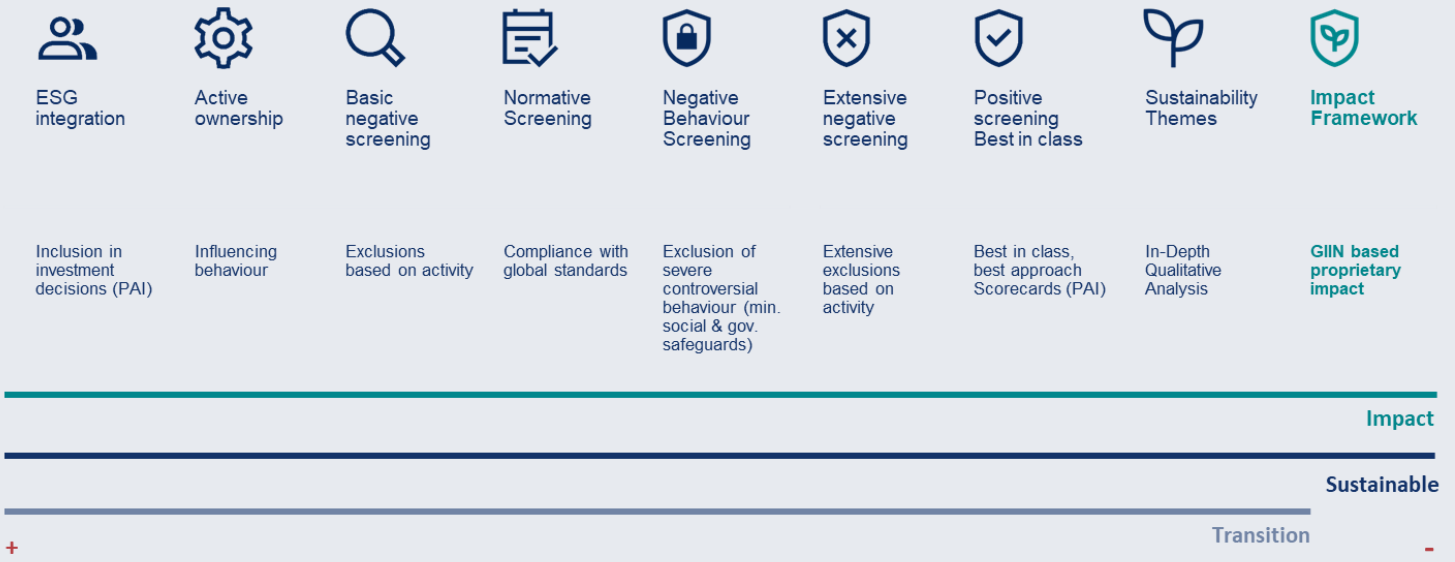 ESG
integration
Active
ownership
Basic
negative
screening
Normative
Screening
Negative
Behaviour
Screening
Extensive
negative
screening
Positive
screening
Best in class
Sustainability
Themes
Impact
Framework
Inclusion in
investment
decisions (PAI)
Influencing
behaviour
Exclusions
based on activity
Compliance with
global standards
Exclusion of
severe
controversial
behaviour (min.
social & gov.
safeguards)
Extensive
exclusions
based on
activity
Best in class,
best approach
Scorecards (PAI)
In-Depth
Qualitative
Analysis
GIIN based
proprietary
impact
Impact
Sustainable
Transition
+
-